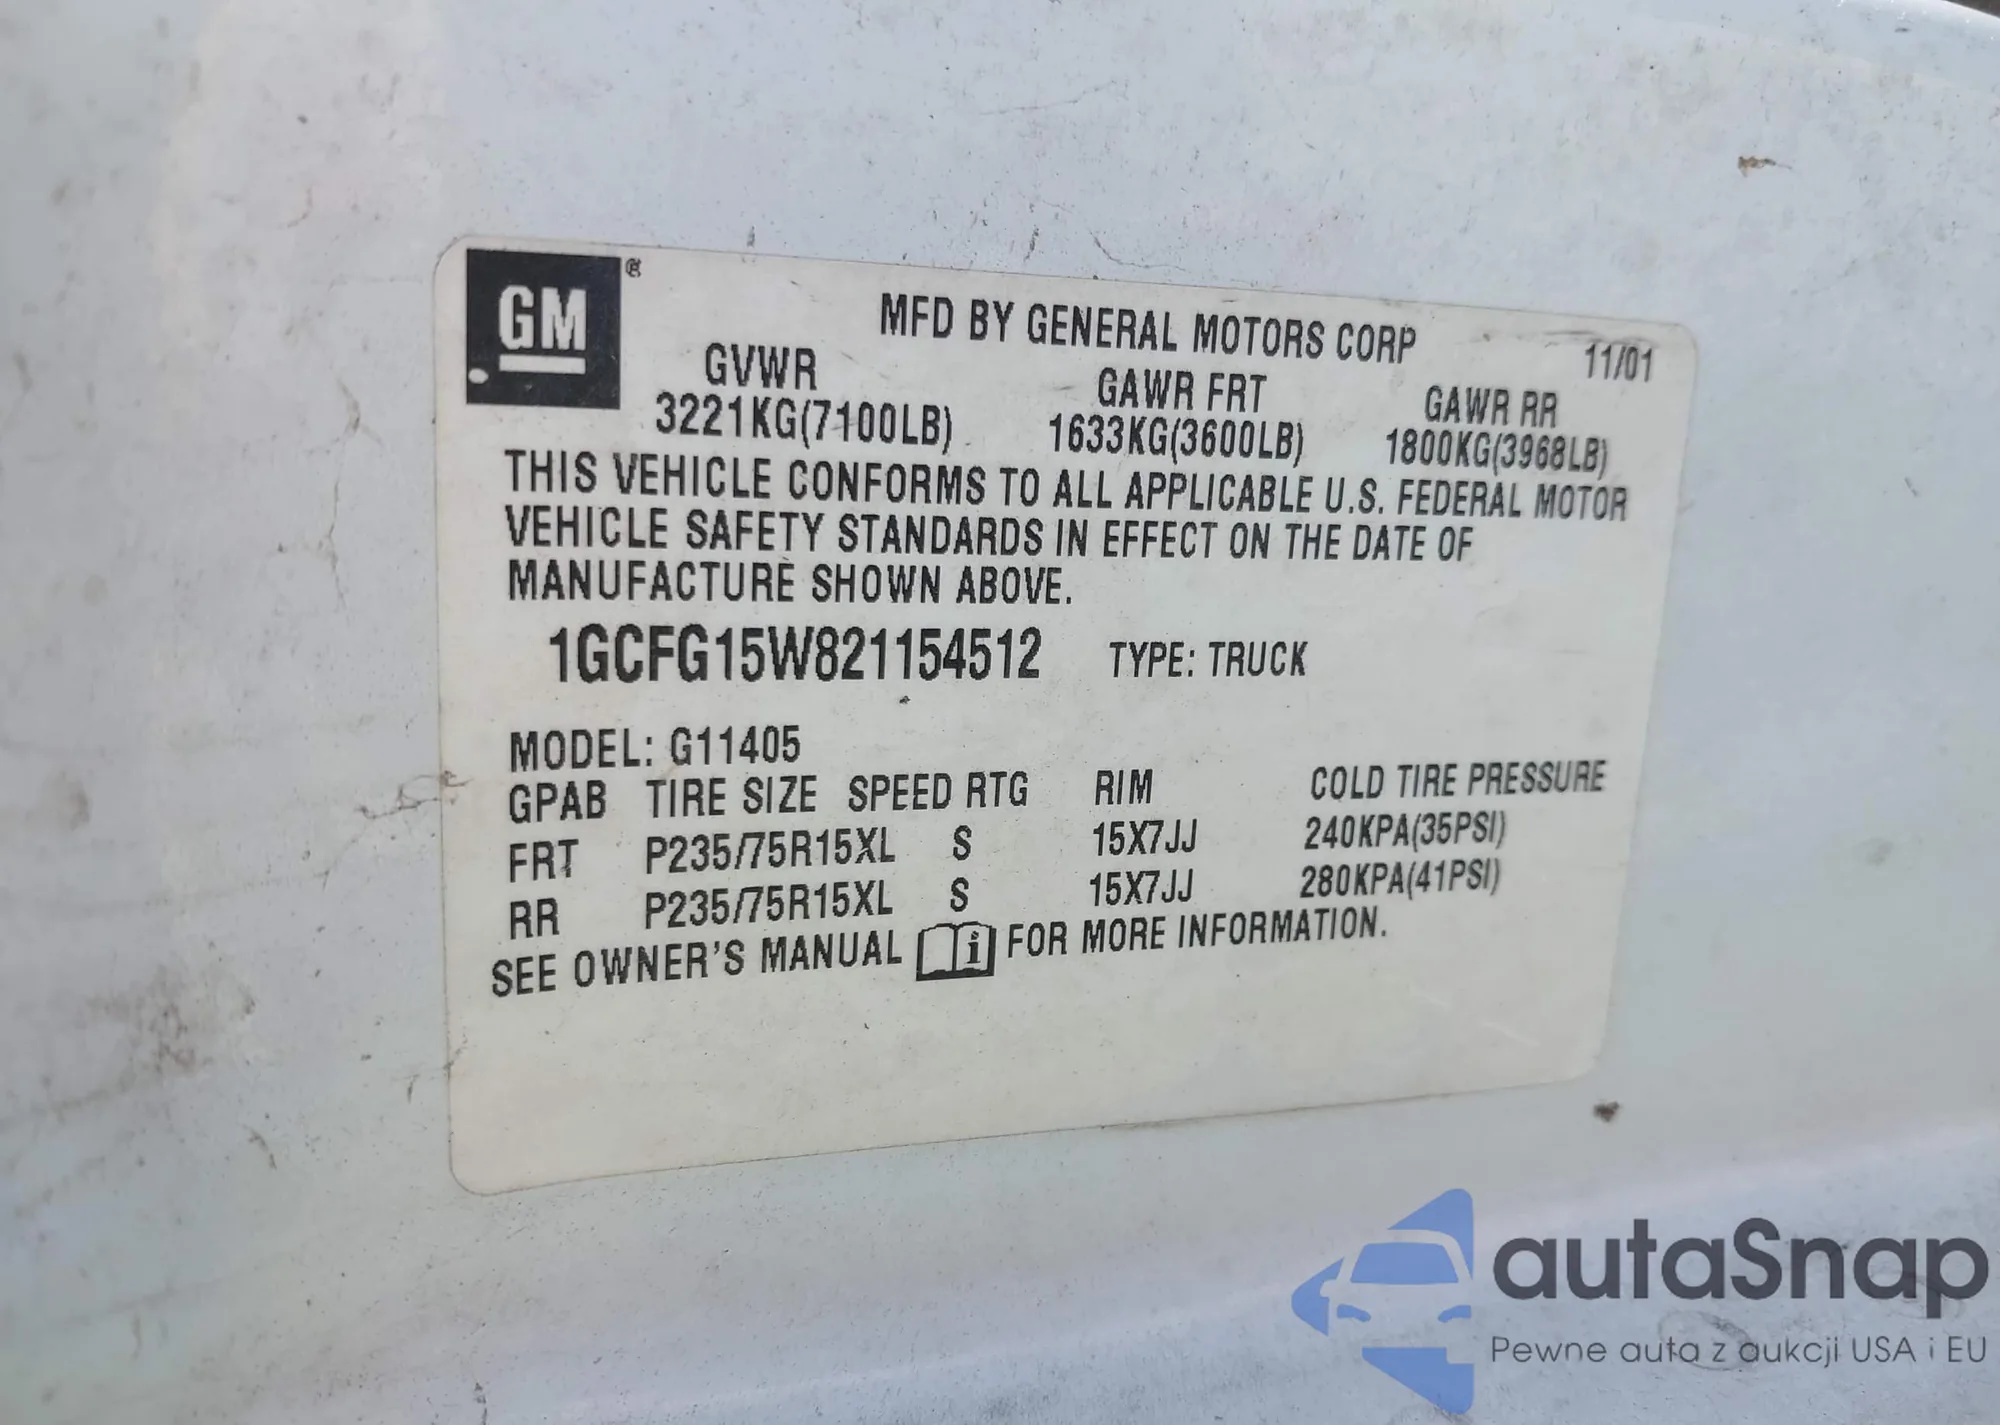 GM ®
MFD BY GENERAL MOTORS CORP 11/01
GVWR GAWR FRT GAWR RR
3221KG(7100LB) 1633KG(3600LB) 1800KG(3968LB)
THIS VEHICLE CONFORMS TO ALL APPLICABLE U.S. FEDERAL MOTOR
VEHICLE SAFETY STANDARDS IN EFFECT ON THE DATE OF
MANUFACTURE SHOWN ABOVE.
1GCFG15W821154512 TYPE: TRUCK
MODEL: G11405
GPAB TIRE SIZE SPEED RTG RIM COLD TIRE PRESSURE
FRT P235/75R15XL S 15X7JJ 240KPA(35PSI)
RR P235/75R15XL S 15X7JJ 280KPA(41PSI)
SEE OWNER'S MANUAL i FOR MORE INFORMATION.
autaSnap
Pewne auta z aukcji USA i EU